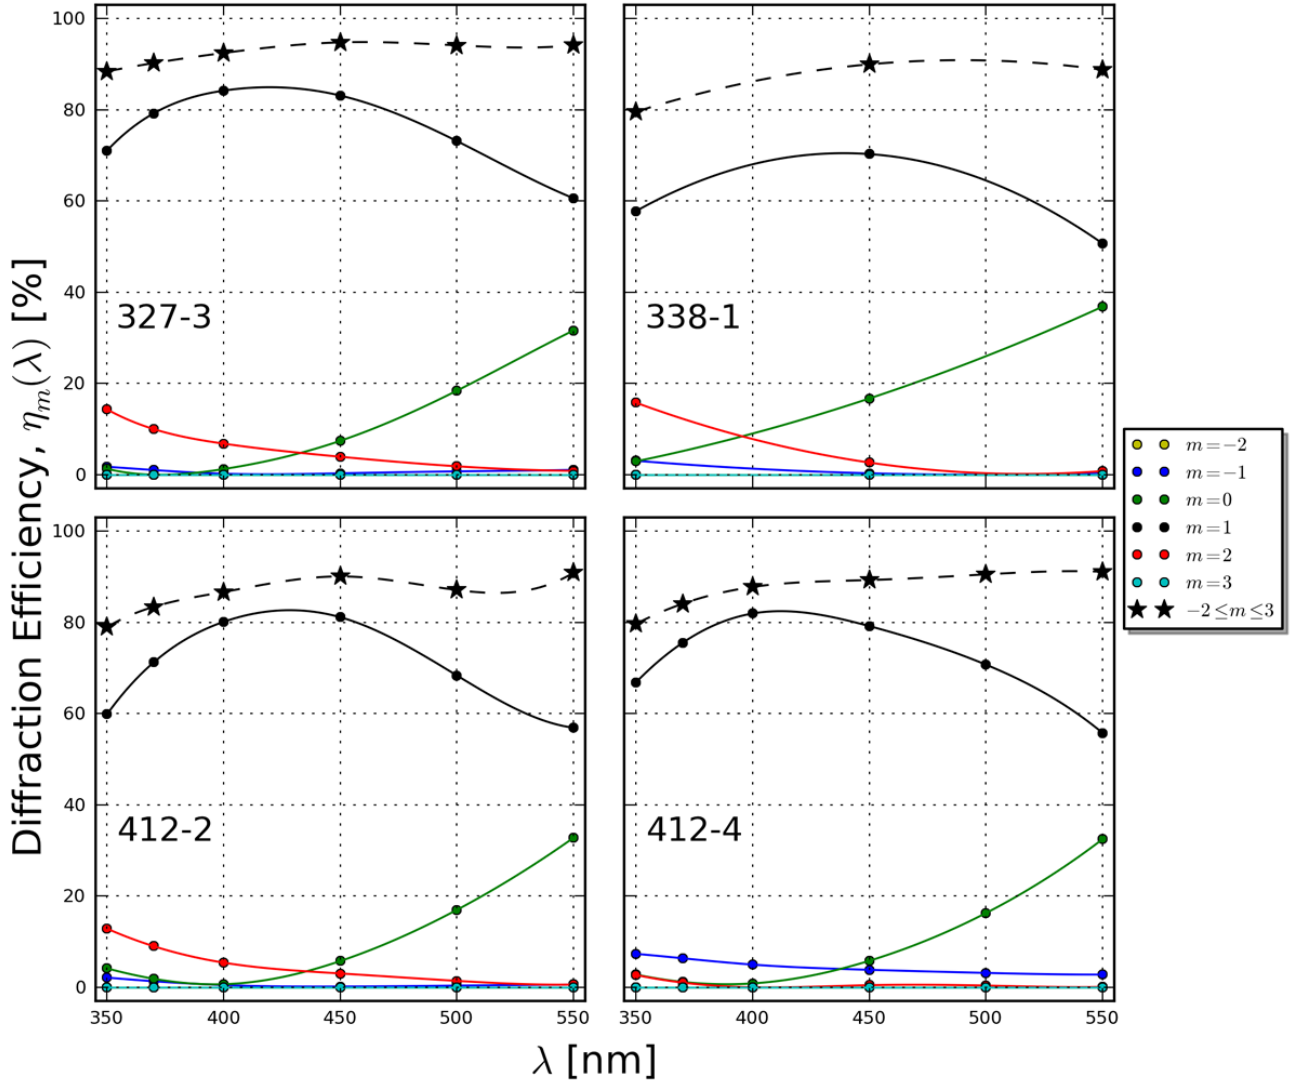 100
80
60
40
20
0
327-3
338-1
100
80
60
40
20
0
412-2
412-4
350 400 450 500 550
350 400 450 500 550
Diffraction Efficiency, η_m(λ) [%]
λ [nm]
m=−2
m=−1
m=0
m=1
m=2
m=3
−2≤m≤3